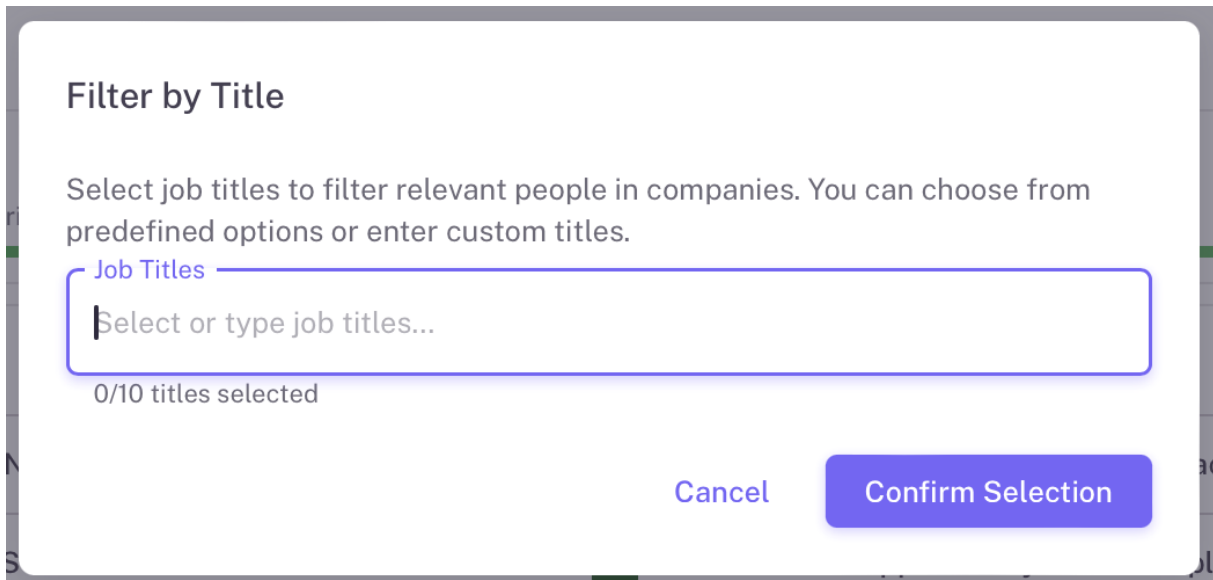 Filter by Title
Select job titles to filter relevant people in companies. You can choose from
predefined options or enter custom titles.
Job Titles
Select or type job titles...
0/10 titles selected
Cancel
Confirm Selection